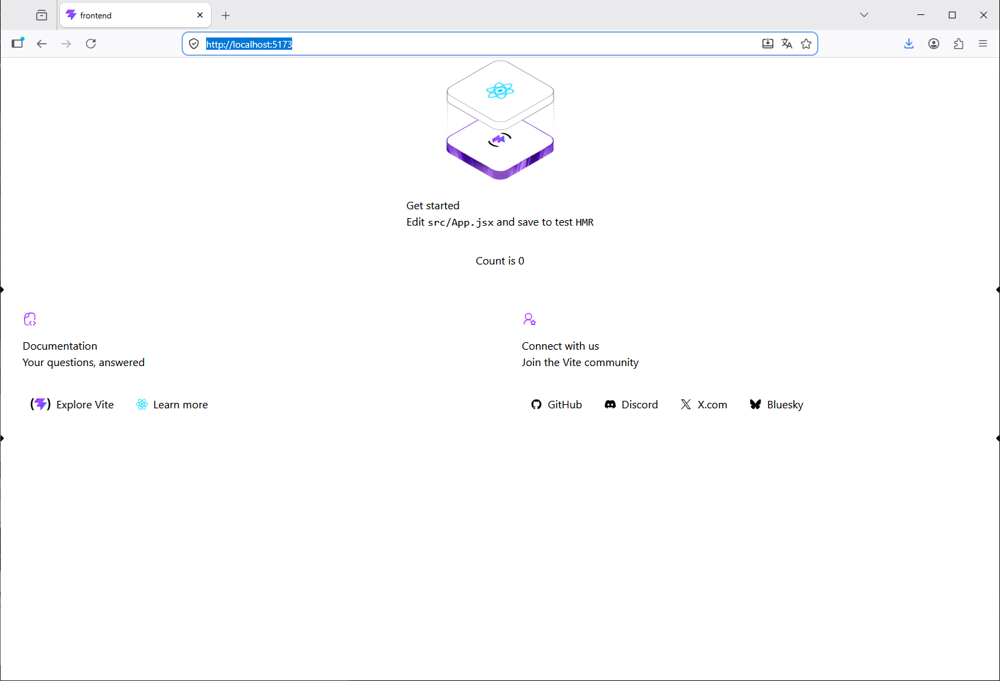 frontend
http://localhost:5173
Get started
Edit src/App.jsx and save to test HMR
Count is 0
Documentation
Your questions, answered
Explore Vite
Learn more
Connect with us
Join the Vite community
GitHub
Discord
X.com
Bluesky